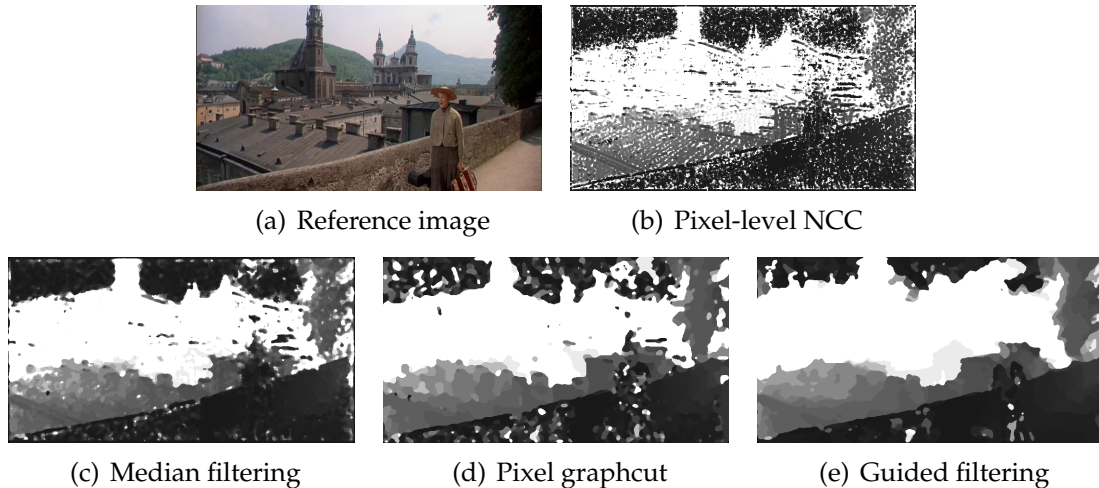 (a) Reference image
(b) Pixel-level NCC
(c) Median filtering
(d) Pixel graphcut
(e) Guided filtering